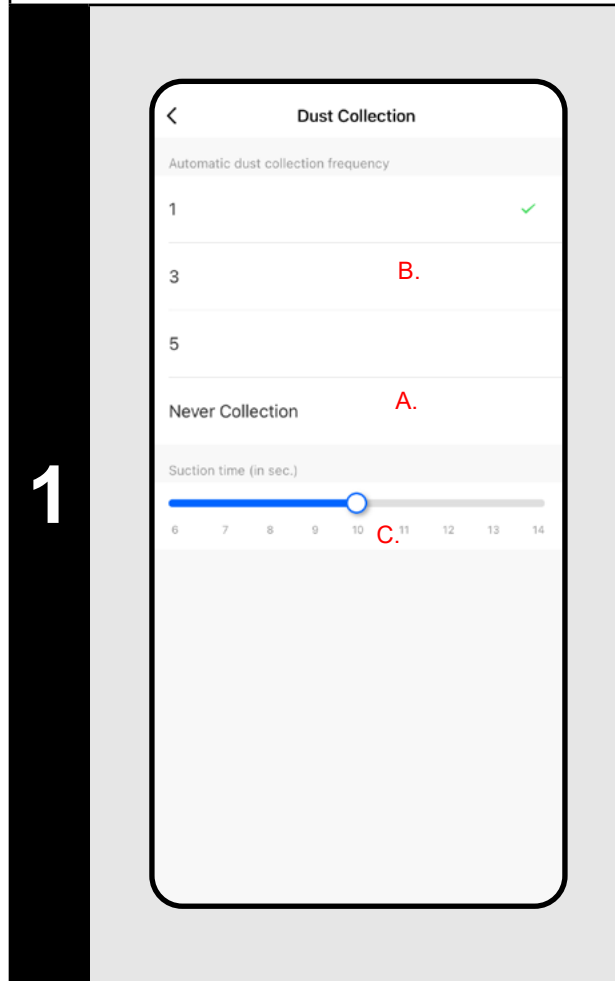 Dust Collection
Automatic dust collection frequency
1
3
B.
5
Never Collection
A.
1
Suction time (in sec.)
6 7 8 9 10 11 12 13 14
C.